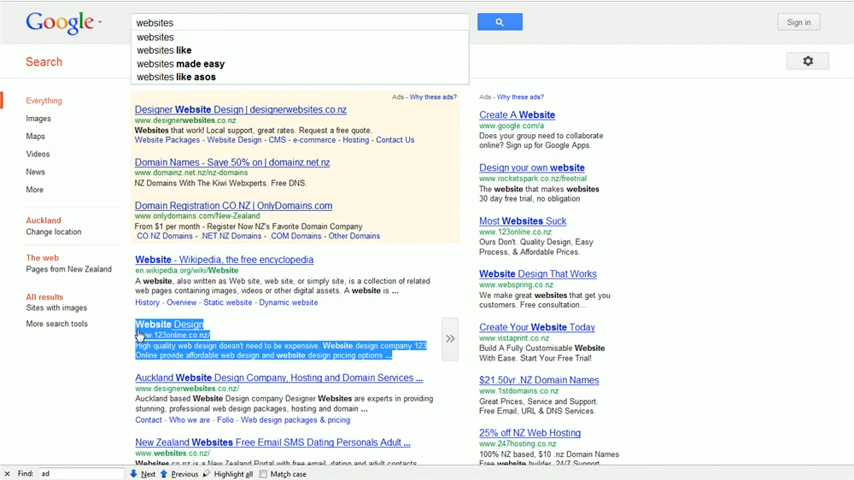 Google
websites
Sign in
websites
websites like
websites made easy
websites like asos
Search
Everything
Images
Maps
Videos
News
More
Auckland
Change location
The web
Pages from New Zealand
All results
Sites with images
More search tools
Ads - Why these ads?
Designer Website Design | designerwebsites.co.nz
www.designerwebsites.co.nz
Websites that work! Local support, great rates. Request a free quote.
Website Packages - Website Design - CMS - e-commerce - Hosting - Contact Us
Domain Names - Save 50% on | domainz.net.nz
www.domainz.net.nz/nz-domains
NZ Domains With The Kiwi Webxperts. Free DNS.
Domain Registration CO.NZ | OnlyDomains.com
www.onlydomains.com/New-Zealand
From $1 per month - Register Now NZ's Favorite Domain Company
.CO.NZ Domains - .NET.NZ Domains - .COM Domains - Other Domains
Website - Wikipedia, the free encyclopedia
en.wikipedia.org/wiki/Website
A website, also written as Web site, web site, or simply site, is a collection of related
web pages containing images, videos or other digital assets. A website is ...
History - Overview - Static website - Dynamic website
Website Design
www.123online.co.nz/
High quality web design doesn't need to be expensive. Website design company 123
Online provide affordable web design and website design pricing options ...
Auckland Website Design Company, Hosting and Domain Services ...
www.designerwebsites.co.nz/
Auckland based Website Design company Designer Websites are experts in providing
stunning, professional web design packages, hosting and domain ...
Contact - Who we are - Folio - Web design packages & pricing
New Zealand Websites Free Email SMS Dating Personals Adult ...
www.websites.co.nz/
Websites.co.nz is a New Zealand Portal with free email, dating and adult contacts
Ads - Why these ads?
Create A Website
www.google.com/a
Does your group need to collaborate
online? Sign up for Google Apps.
Design your own website
www.rocketspark.co.nz/freetrial
The website that makes websites
30 day free trial, no obligation
Most Websites Suck
www.123online.co.nz
Ours Don't. Quality Design, Easy
Process, & Affordable Prices.
Website Design That Works
www.webspring.co.nz
We make great websites that get you
customers. Free consultation...
Create Your Website Today
www.vistaprint.co.nz
Build A Fully Customisable Website
With Ease. Start Your Free Trial!
$21.50yr .NZ Domain Names
www.1stdomains.co.nz
Great Prices, Service and Support.
Free Email, URL & DNS Services.
25% off NZ Web Hosting
www.247hosting.co.nz
100% NZ based, $10 .nz Domain Names
Free website builder, 24/7 Support
Find: ad
Next
Previous
Highlight all
Match case